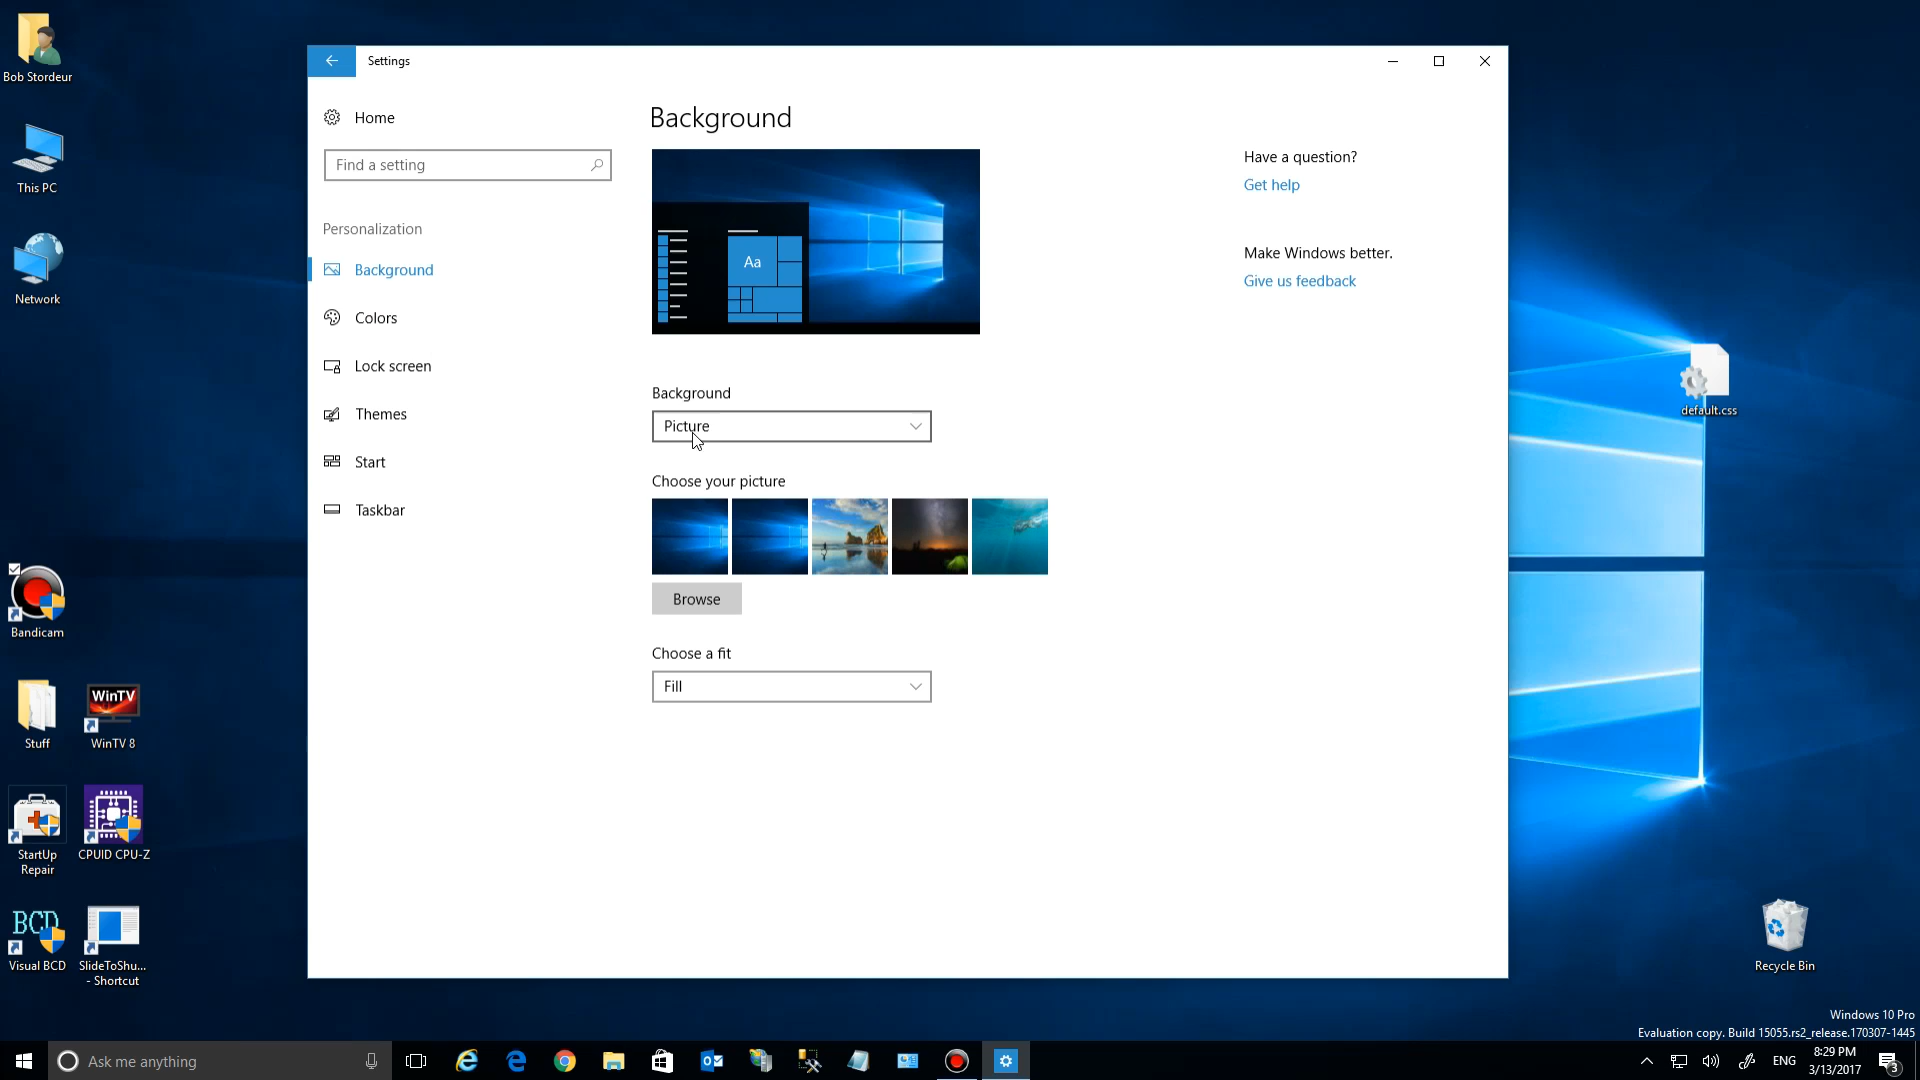 Bob Stordeur
This PC
Network
Bandicam
Stuff
WinTV
WinTV 8
StartUp
Repair
CPUID CPU-Z
BCD
Visual BCD
SlideToShu...
- Shortcut
Settings
Home
Find a setting
Personalization
Background
Colors
Lock screen
Themes
Start
Taskbar
Background
Aa
Background
Picture
Choose your picture
Browse
Choose a fit
Fill
Have a question?
Get help
Make Windows better.
Give us feedback
default.css
Recycle Bin
Windows 10 Pro
Evaluation copy. Build 15055.rs2_release.170307-1445
Ask me anything
ENG
8:29 PM
3/13/2017
3